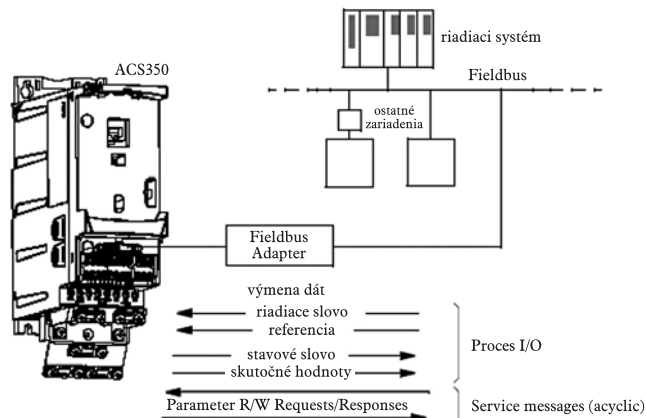 riadiaci systém
ACS350
Fieldbus
ostatné
zariadenia
Fieldbus
Adapter
výmena dát
riadiace slovo
referencia
stavové slovo
skutočné hodnoty
Proces I/O
Parameter R/W Requests/Responses
Service messages (acyclic)